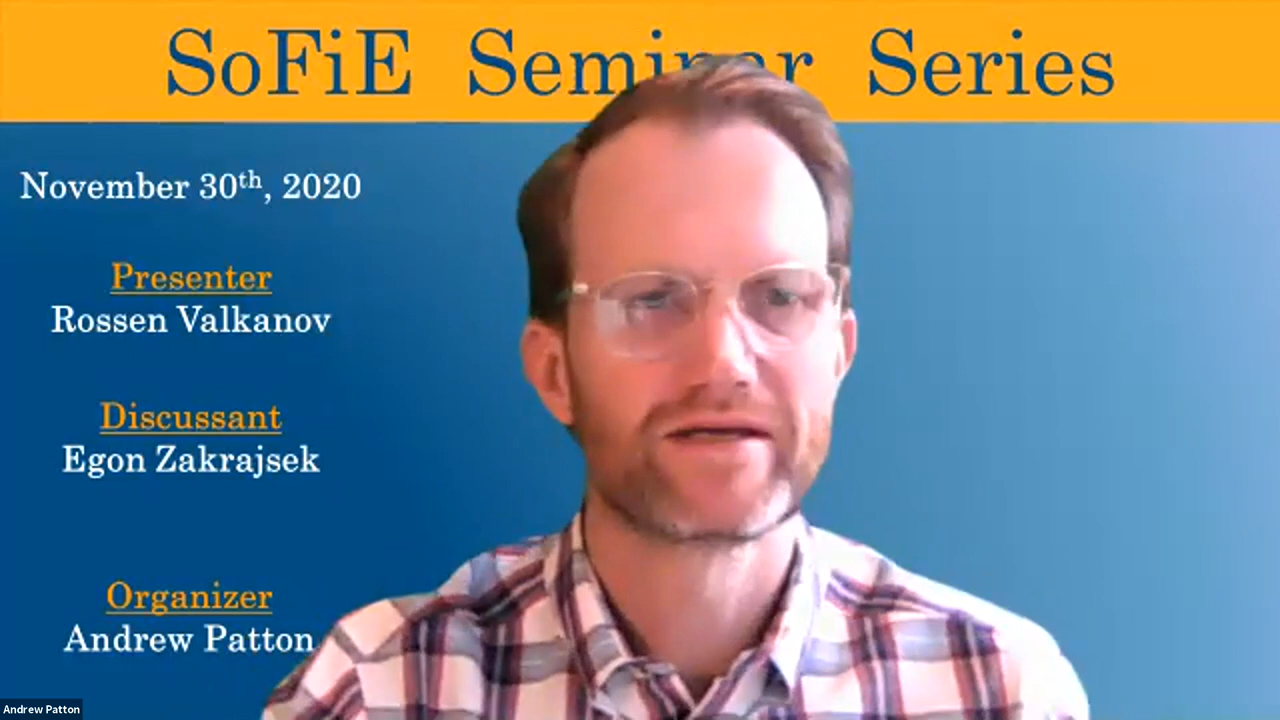 SoFiE Seminar Series
November 30th, 2020
Presenter
Rossen Valkanov
Discussant
Egon Zakrajsek
Organizer
Andrew Patton
Andrew Patton